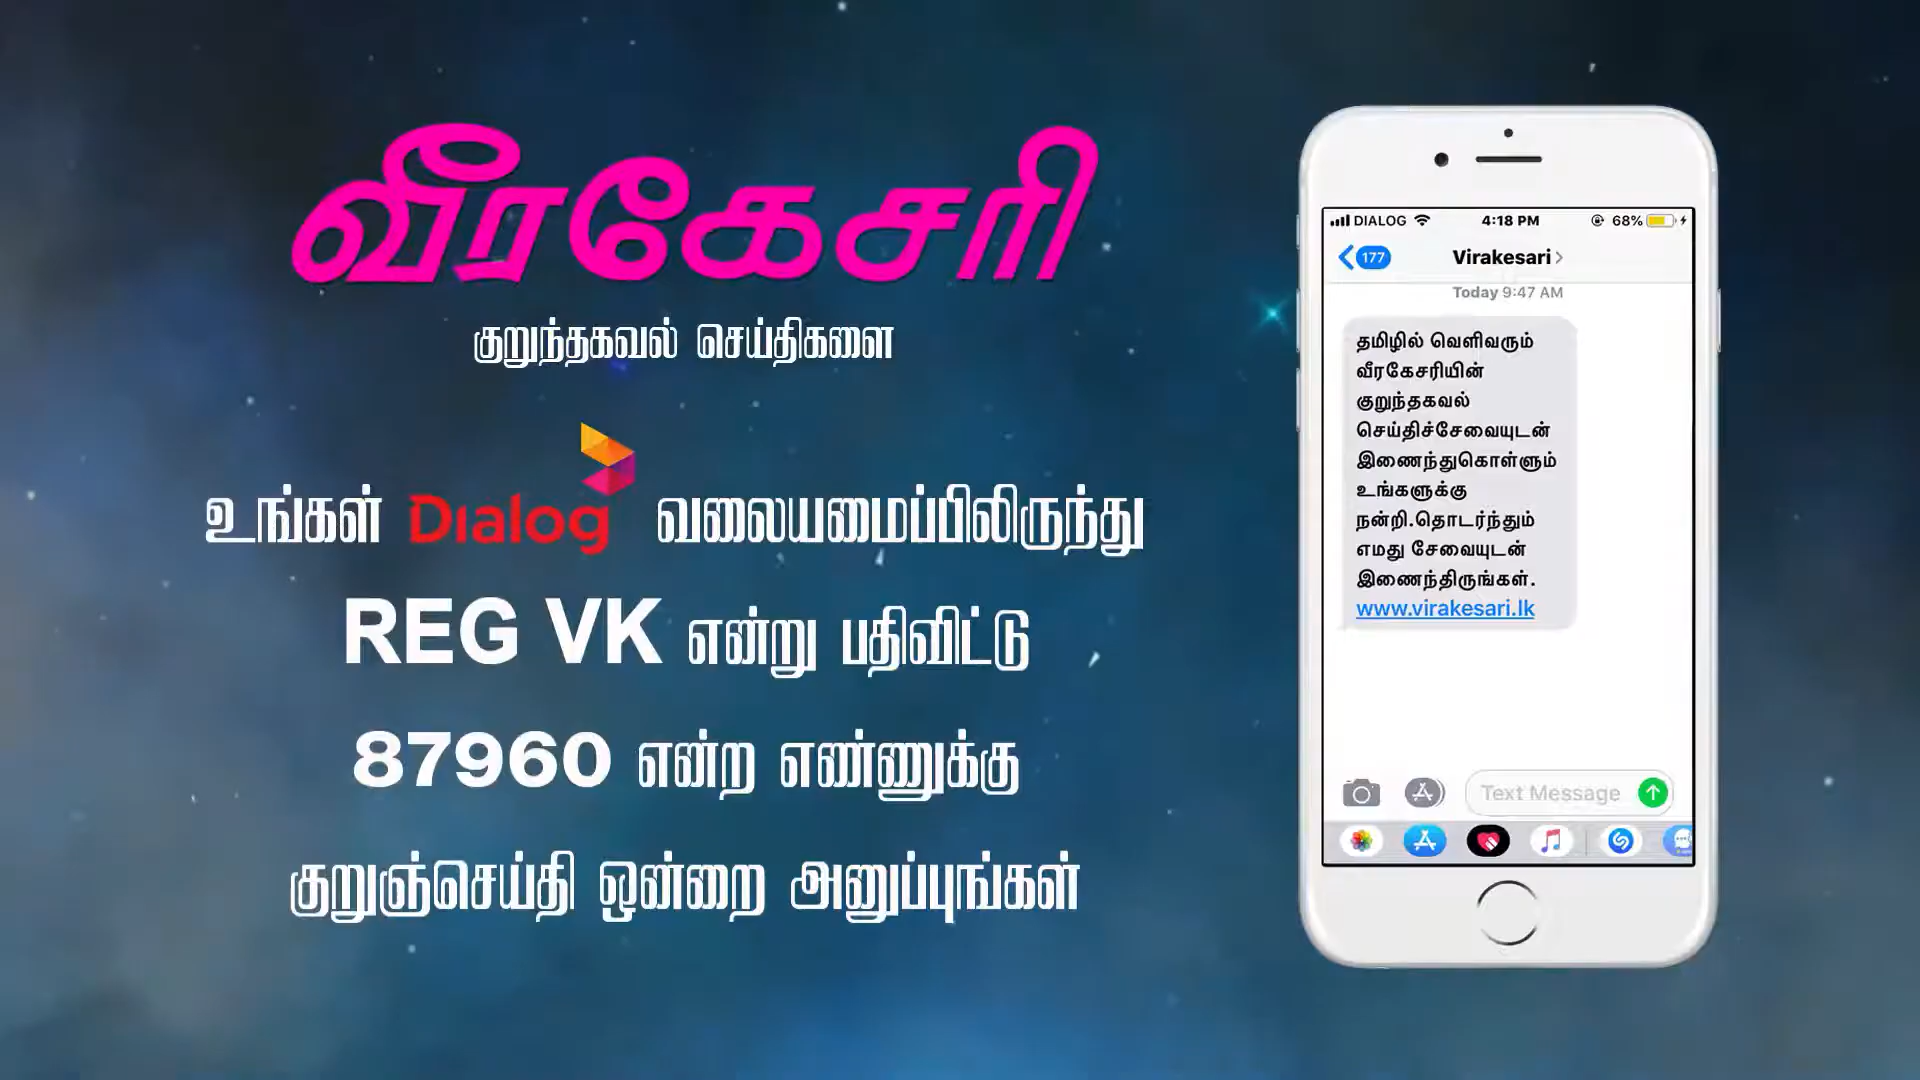 வீரகேசரி
குறுந்தகவல் செய்திகளை
உங்கள் Dialog வலையமைப்பிலிருந்து
REG VK என்று பதிவிட்டு
87960 என்ற எண்ணுக்கு
குறுஞ்செய்தி ஒன்றை அனுப்புங்கள்
DIALOG 4:18 PM 68%
177 Virakesari
Today 9:47 AM
தமிழில் வெளிவரும்
வீரகேசரியின்
குறுந்தகவல்
செய்திச்சேவையுடன்
இணைந்துகொள்ளும்
உங்களுக்கு
நன்றி.தொடர்ந்தும்
எமது சேவையுடன்
இணைந்திருங்கள்.
www.virakesari.lk
Text Message